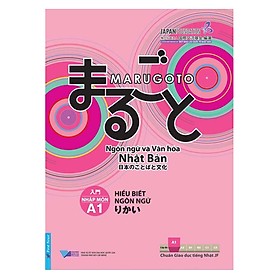 JAPAN FOUNDATION
MARUGOTO
まるごと
Ngôn ngữ và Văn hóa
Nhật Bản
日本のことばと文化
入門
NHẬP MÔN
A1
HIỂU BIẾT
NGÔN NGỮ
りかい
A1
Chuẩn Giáo dục tiếng Nhật JF